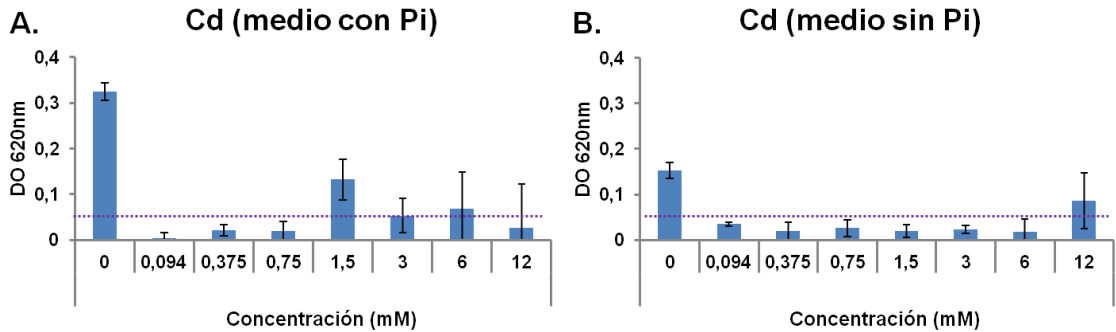 A. Cd (medio con Pi)
0,4
0,3
0,2
0,1
0
DO 620nm
0 0,094 0,375 0,75 1,5 3 6 12
Concentración (mM)
B. Cd (medio sin Pi)
0,4
0,3
0,2
0,1
0
DO 620nm
0 0,094 0,375 0,75 1,5 3 6 12
Concentración (mM)